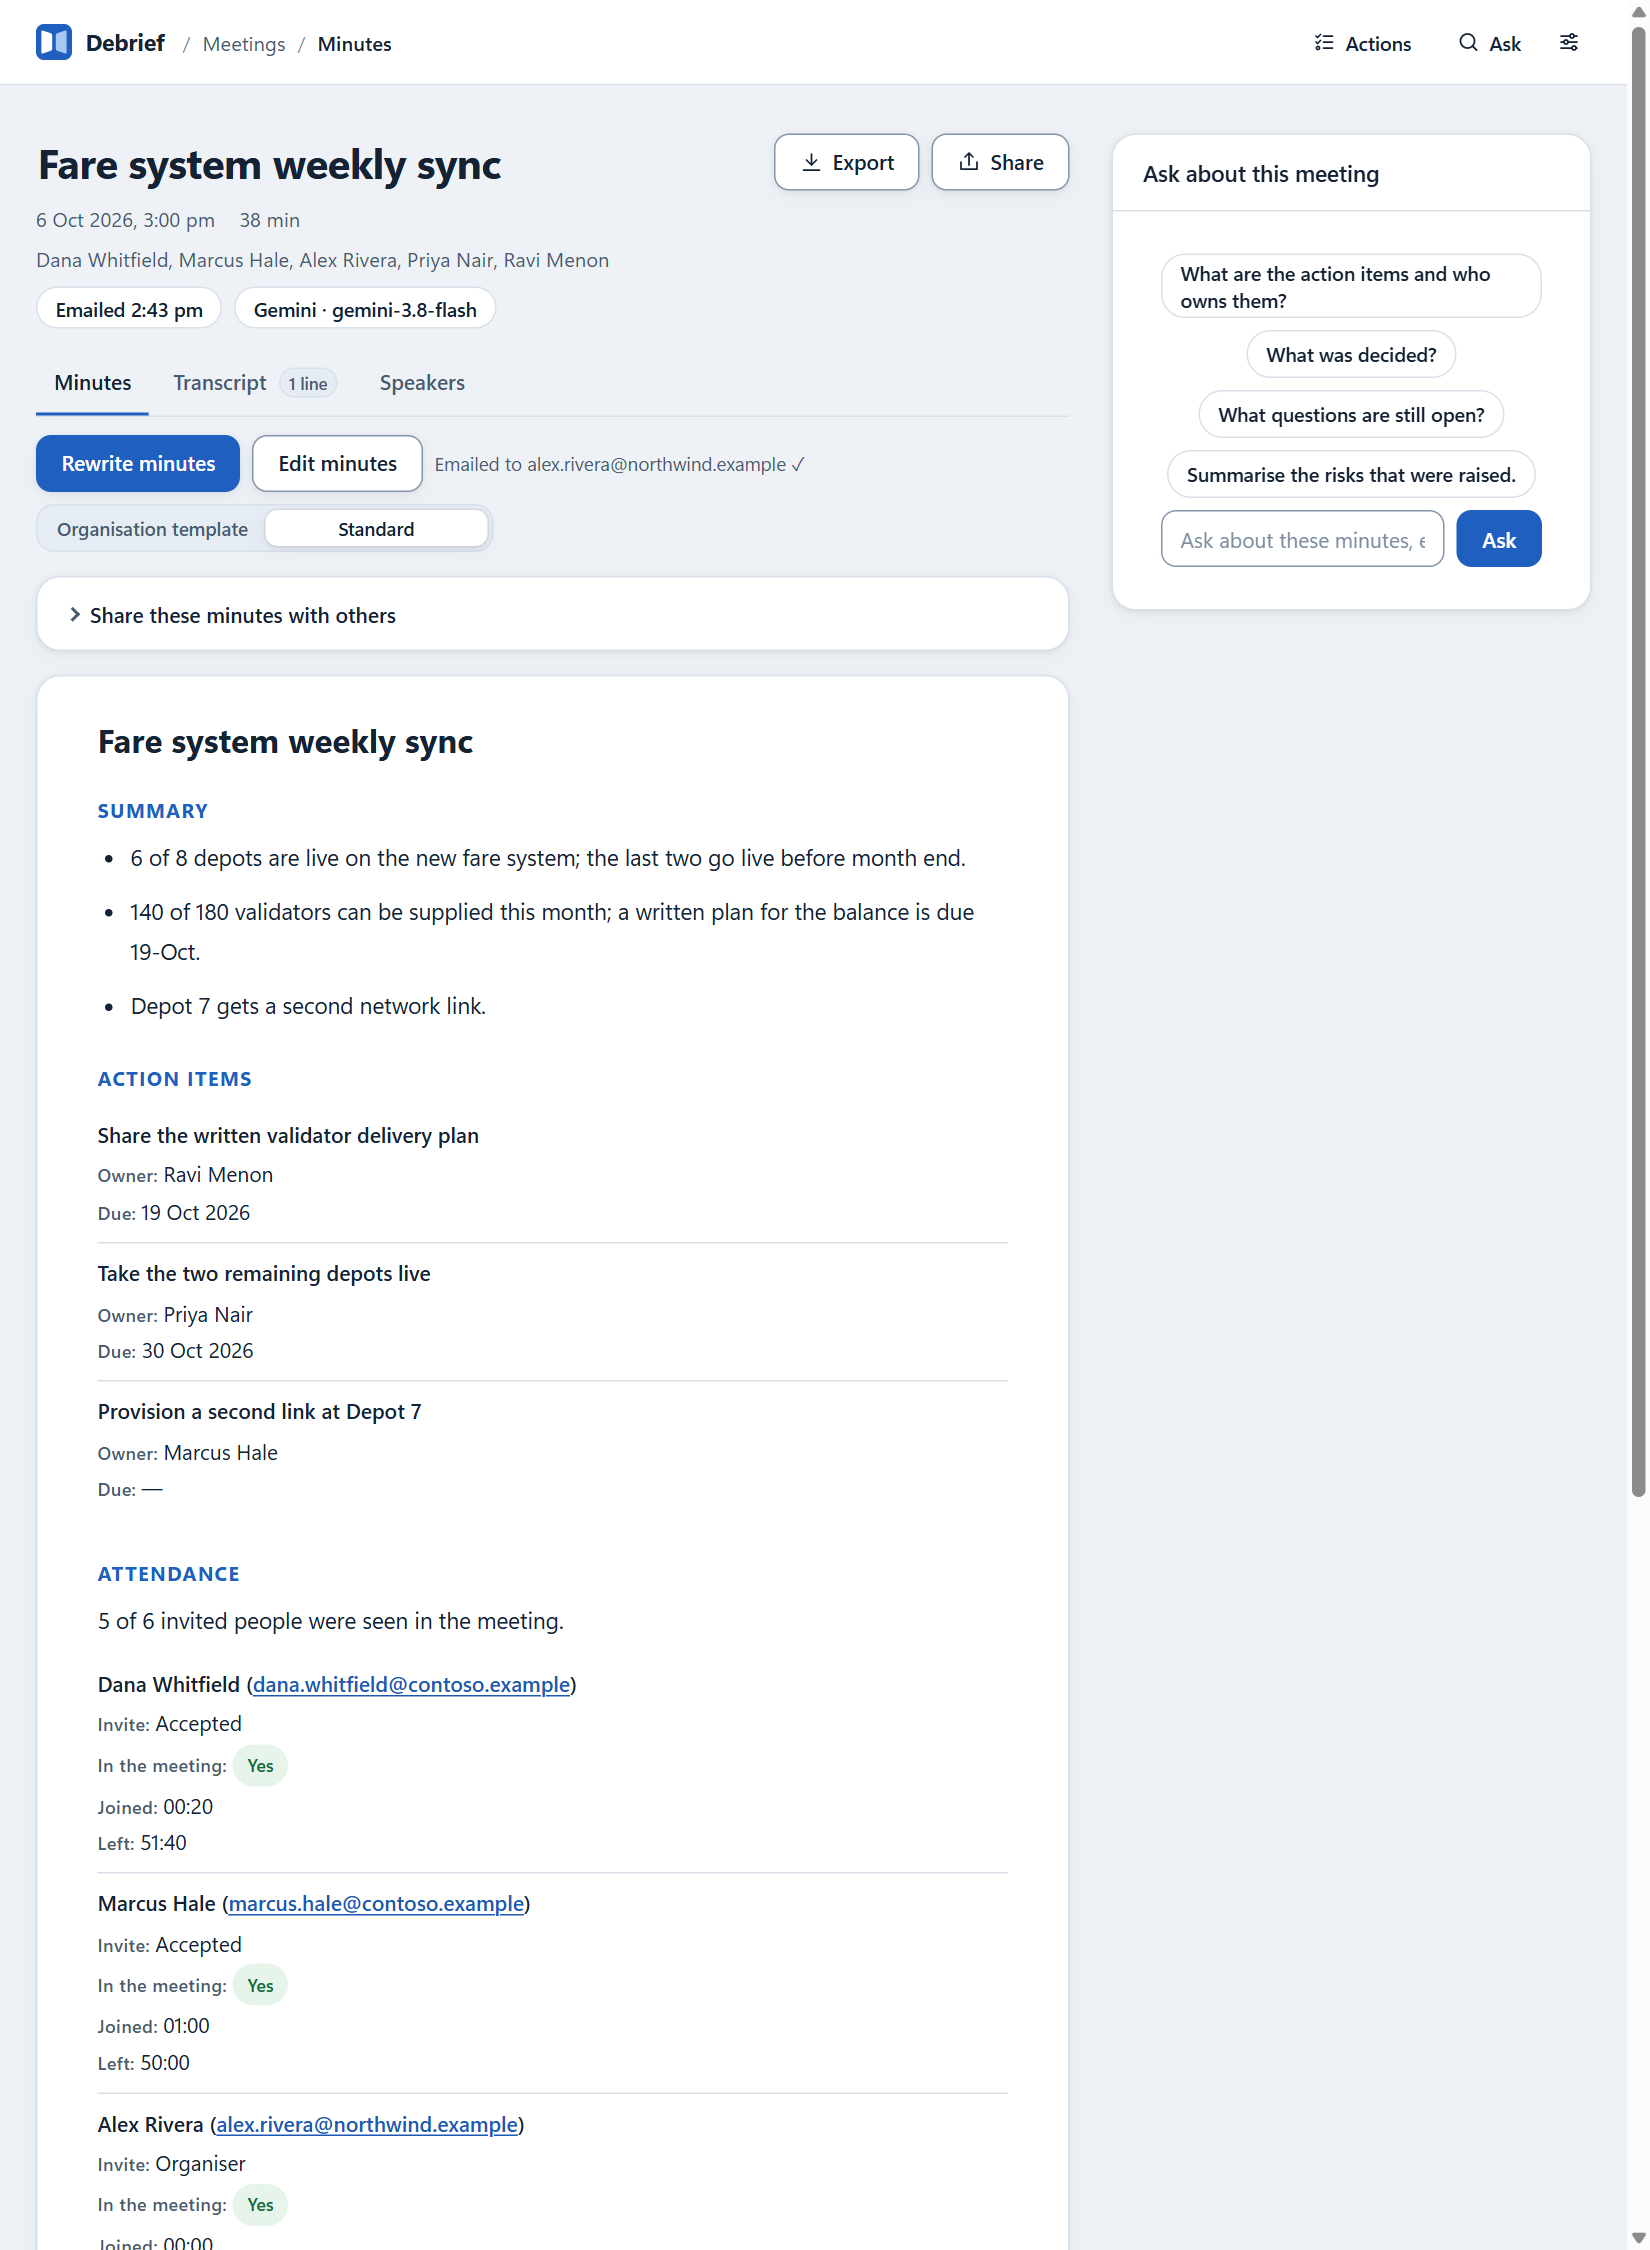 Debrief / Meetings / Minutes
Actions Ask
Fare system weekly sync
Export Share
6 Oct 2026, 3:00 pm 38 min
Dana Whitfield, Marcus Hale, Alex Rivera, Priya Nair, Ravi Menon
Emailed 2:43 pm Gemini · gemini-3.8-flash
Minutes Transcript 1 line Speakers
Rewrite minutes Edit minutes Emailed to alex.rivera@northwind.example ✓
Organisation template Standard
Share these minutes with others
Fare system weekly sync
SUMMARY
• 6 of 8 depots are live on the new fare system; the last two go live before month end.
• 140 of 180 validators can be supplied this month; a written plan for the balance is due
19-Oct.
• Depot 7 gets a second network link.
ACTION ITEMS
Share the written validator delivery plan
Owner: Ravi Menon
Due: 19 Oct 2026
Take the two remaining depots live
Owner: Priya Nair
Due: 30 Oct 2026
Provision a second link at Depot 7
Owner: Marcus Hale
Due: —
ATTENDANCE
5 of 6 invited people were seen in the meeting.
Dana Whitfield (dana.whitfield@contoso.example)
Invite: Accepted
In the meeting: Yes
Joined: 00:20
Left: 51:40
Marcus Hale (marcus.hale@contoso.example)
Invite: Accepted
In the meeting: Yes
Joined: 01:00
Left: 50:00
Alex Rivera (alex.rivera@northwind.example)
Invite: Organiser
In the meeting: Yes
Joined: 00:00
Ask about this meeting
What are the action items and who
owns them?
What was decided?
What questions are still open?
Summarise the risks that were raised.
Ask about these minutes, Ask